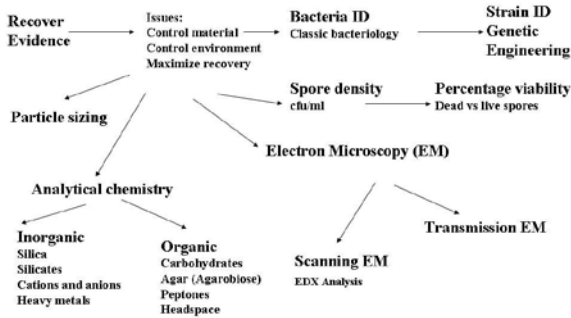 Recover
Evidence
Issues:
Control material
Control environment
Maximize recovery
Bacteria ID
Classic bacteriology
Strain ID
Genetic
Engineering
Particle sizing
Spore density
cfu/ml
Percentage viability
Dead vs live spores
Electron Microscopy (EM)
Analytical chemistry
Transmission EM
Inorganic
Silica
Silicates
Cations and anions
Heavy metals
Organic
Carbohydrates
Agar (Agarobiose)
Peptones
Headspace
Scanning EM
EDX Analysis